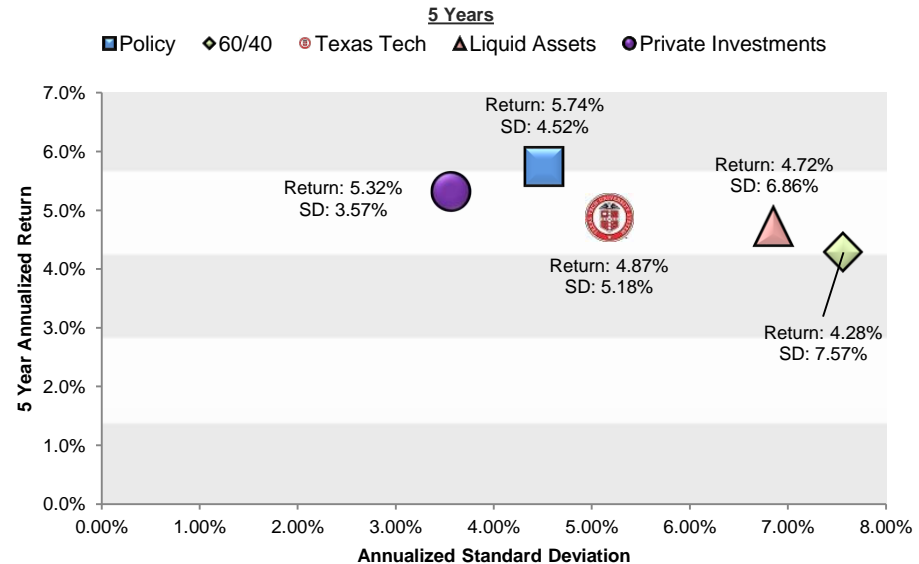 5 Years
Policy 60/40 Texas Tech Liquid Assets Private Investments
7.0%
6.0%
5.0%
4.0%
3.0%
2.0%
1.0%
0.0%
5 Year Annualized Return
Return: 5.74%
SD: 4.52%
Return: 4.72%
SD: 6.86%
Return: 5.32%
SD: 3.57%
Return: 4.87%
SD: 5.18%
Return: 4.28%
SD: 7.57%
0.00% 1.00% 2.00% 3.00% 4.00% 5.00% 6.00% 7.00% 8.00%
Annualized Standard Deviation